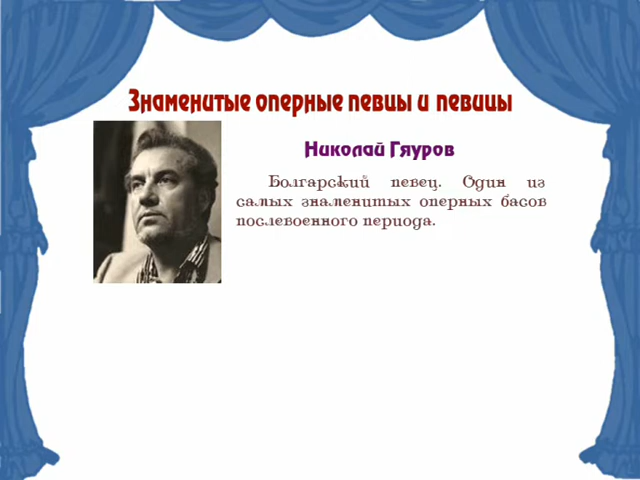 Знаменитые оперные певцы и певицы
Николай Гяуров
Болгарский певец. Один из
самых знаменитых оперных басов
послевоенного периода.